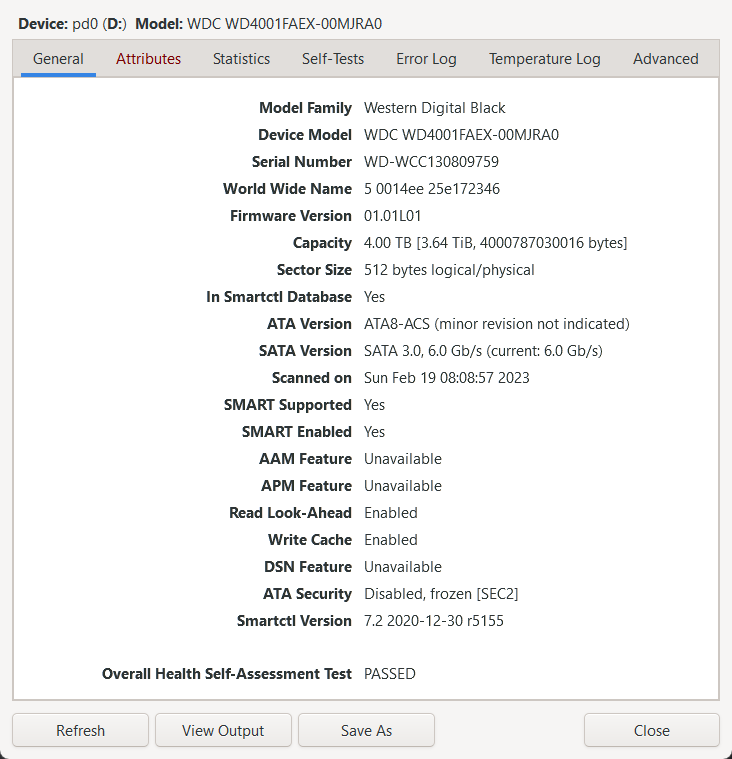 Device: pd0 (D:) Model: WDC WD4001FAEX-00MJRA0
General Attributes Statistics Self-Tests Error Log Temperature Log Advanced
Model Family Western Digital Black
Device Model WDC WD4001FAEX-00MJRA0
Serial Number WD-WCC130809759
World Wide Name 5 0014ee 25e172346
Firmware Version 01.01L01
Capacity 4.00 TB [3.64 TiB, 4000787030016 bytes]
Sector Size 512 bytes logical/physical
In Smartctl Database Yes
ATA Version ATA8-ACS (minor revision not indicated)
SATA Version SATA 3.0, 6.0 Gb/s (current: 6.0 Gb/s)
Scanned on Sun Feb 19 08:08:57 2023
SMART Supported Yes
SMART Enabled Yes
AAM Feature Unavailable
APM Feature Unavailable
Read Look-Ahead Enabled
Write Cache Enabled
DSN Feature Unavailable
ATA Security Disabled, frozen [SEC2]
Smartctl Version 7.2 2020-12-30 r5155
Overall Health Self-Assessment Test PASSED
Refresh View Output Save As Close